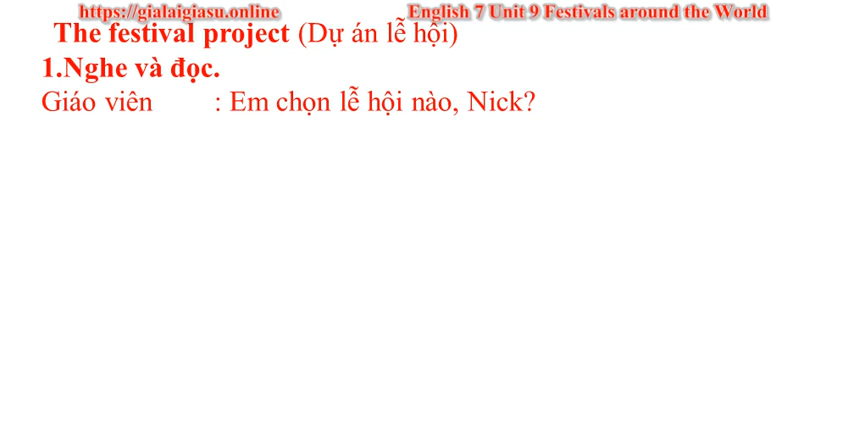 https://gialaigiasu.online English 7 Unit 9 Festivals around the World
The festival project (Dự án lễ hội)
1.Nghe và đọc.
Giáo viên : Em chọn lễ hội nào, Nick?